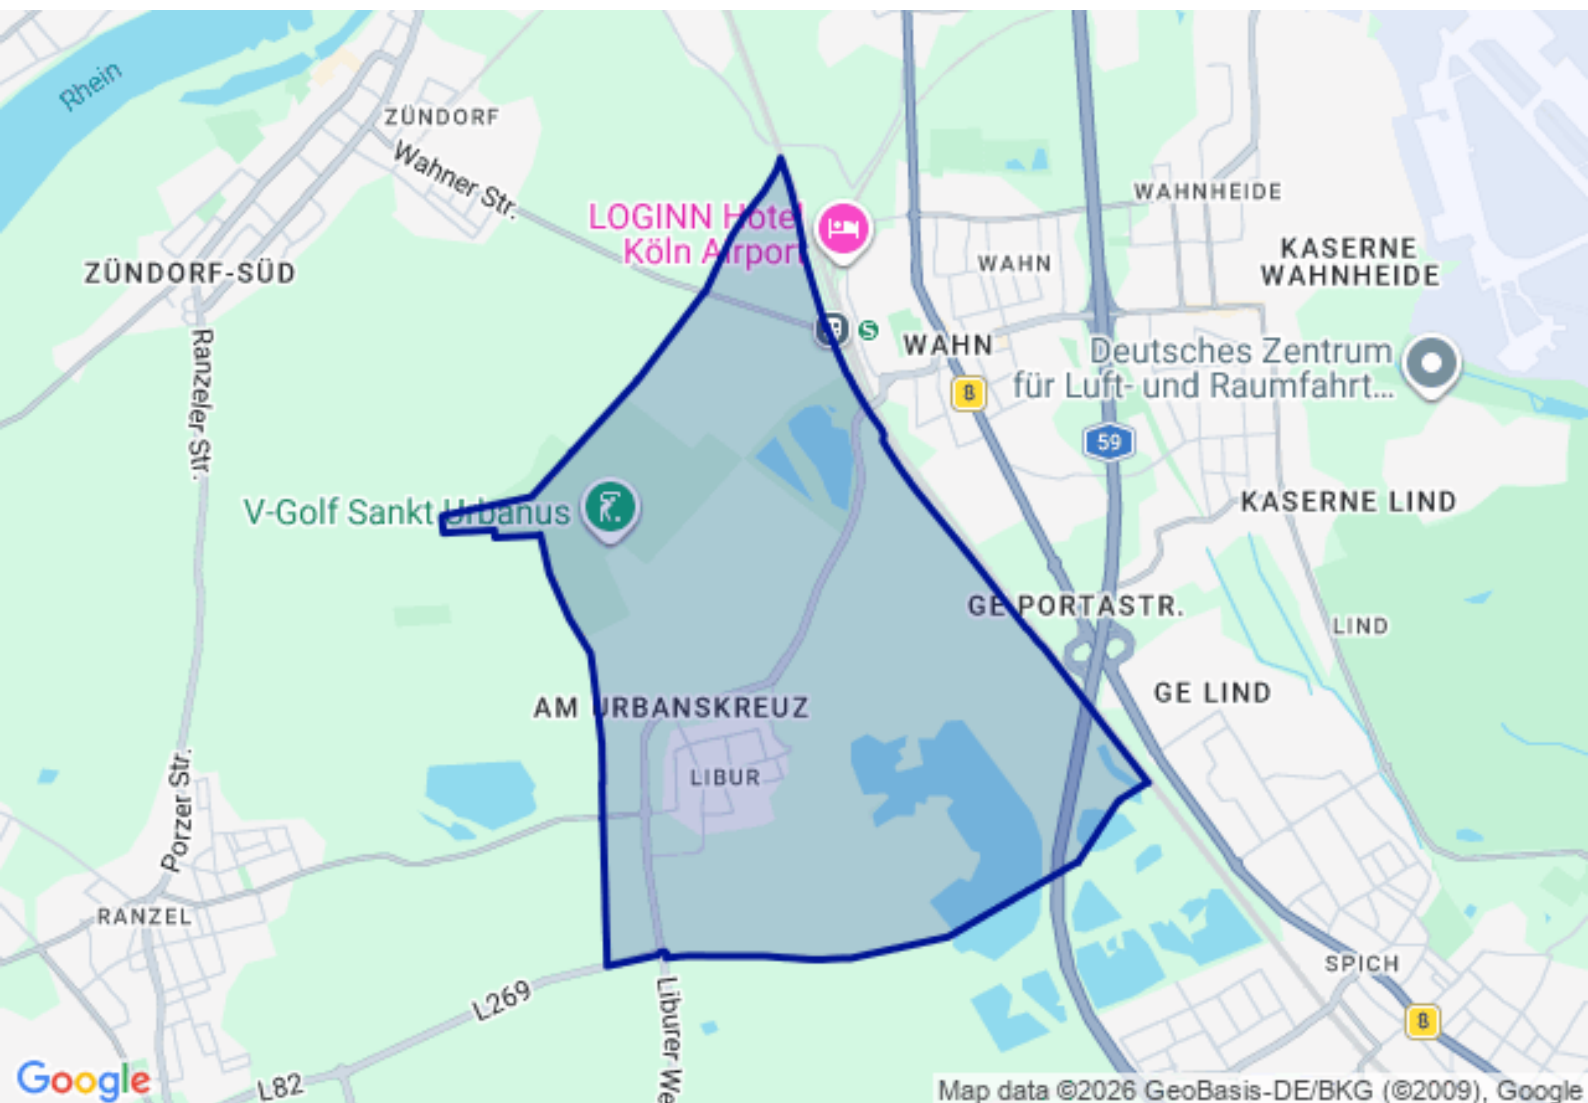 Rhein
ZÜNDORF
Wahner Str.
WAHNHEIDE
LOGINN Hotel
Köln Airport
KASERNE
WAHNHEIDE
WAHN
ZÜNDORF-SÜD
S
WAHN
Ranzeler Str.
Deutsches Zentrum
für Luft- und Raumfahrt...
8
59
V-Golf Sankt Urbanus
KASERNE LIND
GE PORTASTR.
LIND
GE LIND
AM URBANSKREUZ
LIBUR
Porzer Str.
RANZEL
SPICH
L269
Liburer We
8
L82
Google
Map data ©2026 GeoBasis-DE/BKG (©2009), Google